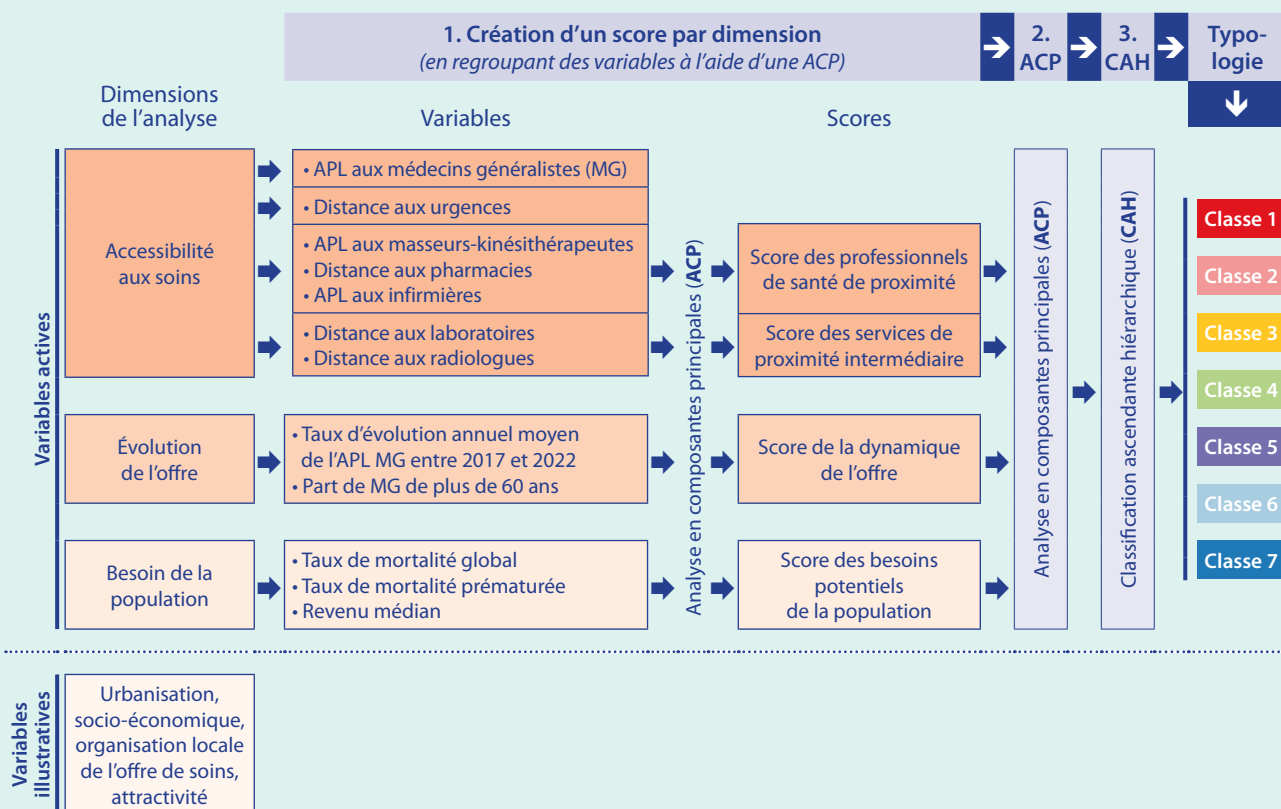 1. Création d'un score par dimension
(en regroupant des variables à l'aide d'une ACP)
2.
ACP
3.
CAH
Typo-
logie
Dimensions
de l'analyse
Variables
Scores
Variables actives
Accessibilité
aux soins
• APL aux médecins généralistes (MG)
• Distance aux urgences
• APL aux masseurs-kinésithérapeutes
• Distance aux pharmacies
• APL aux infirmières
• Distance aux laboratoires
• Distance aux radiologues
Analyse en composantes principales (ACP)
Score des professionnels
de santé de proximité
Score des services de
proximité intermédiaire
Évolution
de l'offre
• Taux d'évolution annuel moyen
de l'APL MG entre 2017 et 2022
• Part de MG de plus de 60 ans
Score de la dynamique
de l'offre
Besoin de la
population
• Taux de mortalité global
• Taux de mortalité prématurée
• Revenu médian
Score des besoins
potentiels
de la population
Analyse en composantes principales (ACP)
Classification ascendante hiérarchique (CAH)
Classe 1
Classe 2
Classe 3
Classe 4
Classe 5
Classe 6
Classe 7
Variables
illustratives
Urbanisation,
socio-économique,
organisation locale
de l'offre de soins,
attractivité